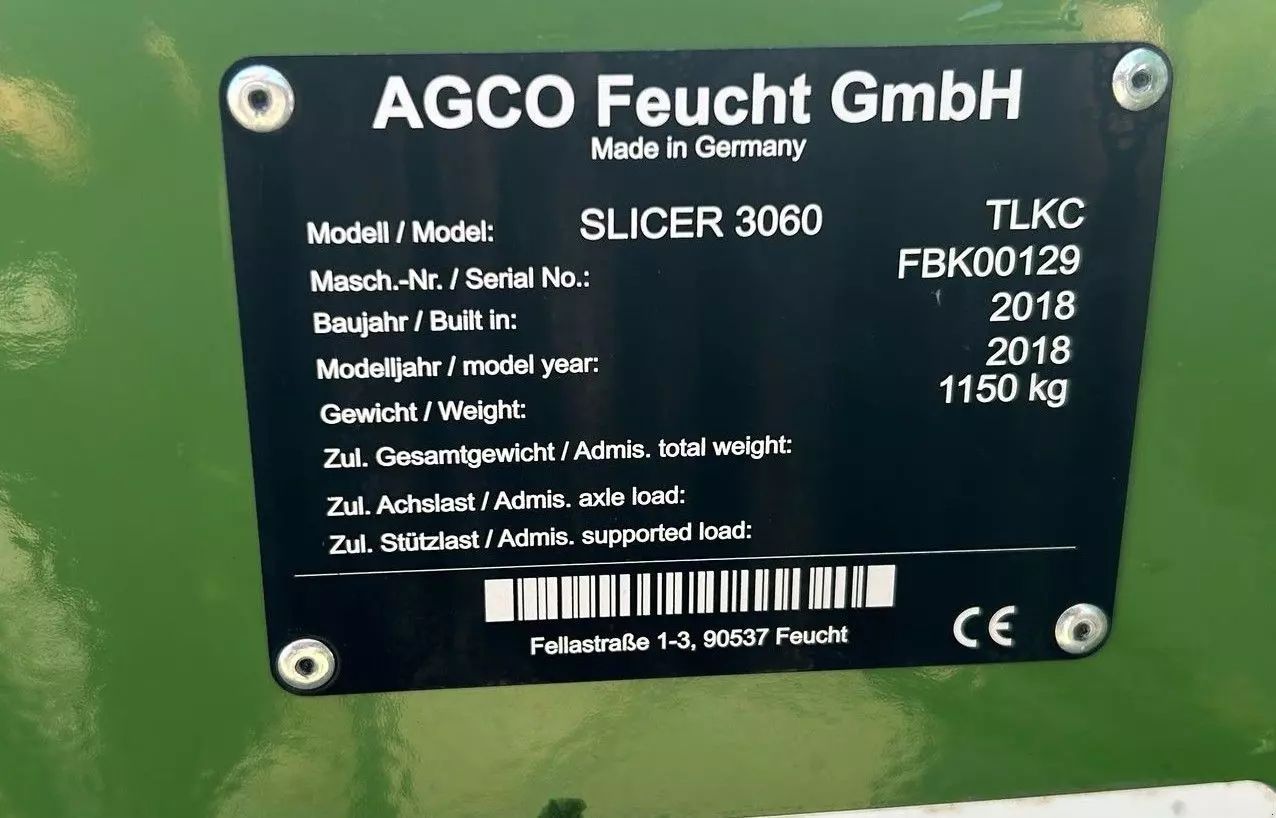 AGCO Feucht GmbH
Made in Germany
Modell / Model: SLICER 3060 TLKC
Masch.-Nr. / Serial No.: FBK00129
Baujahr / Built in: 2018
Modelljahr / model year: 2018
Gewicht / Weight: 1150 kg
Zul. Gesamtgewicht / Admis. total weight:
Zul. Achslast / Admis. axle load:
Zul. Stützlast / Admis. supported load:
Fellastraße 1-3, 90537 Feucht
CE